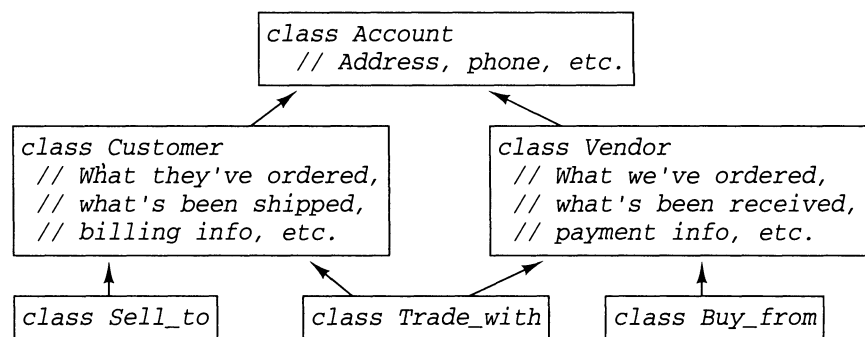 class Account
// Address, phone, etc.
class Customer
// What they've ordered,
// what's been shipped,
// billing info, etc.
class Vendor
// What we've ordered,
// what's been received,
// payment info, etc.
class Sell_to
class Trade_with
class Buy_from